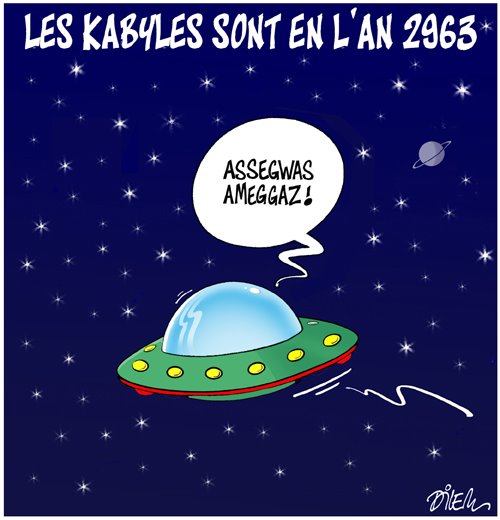 LES KABYLES SONT EN L'AN 2963
ASSEGWAS
AMEGGAZ!
DILEM